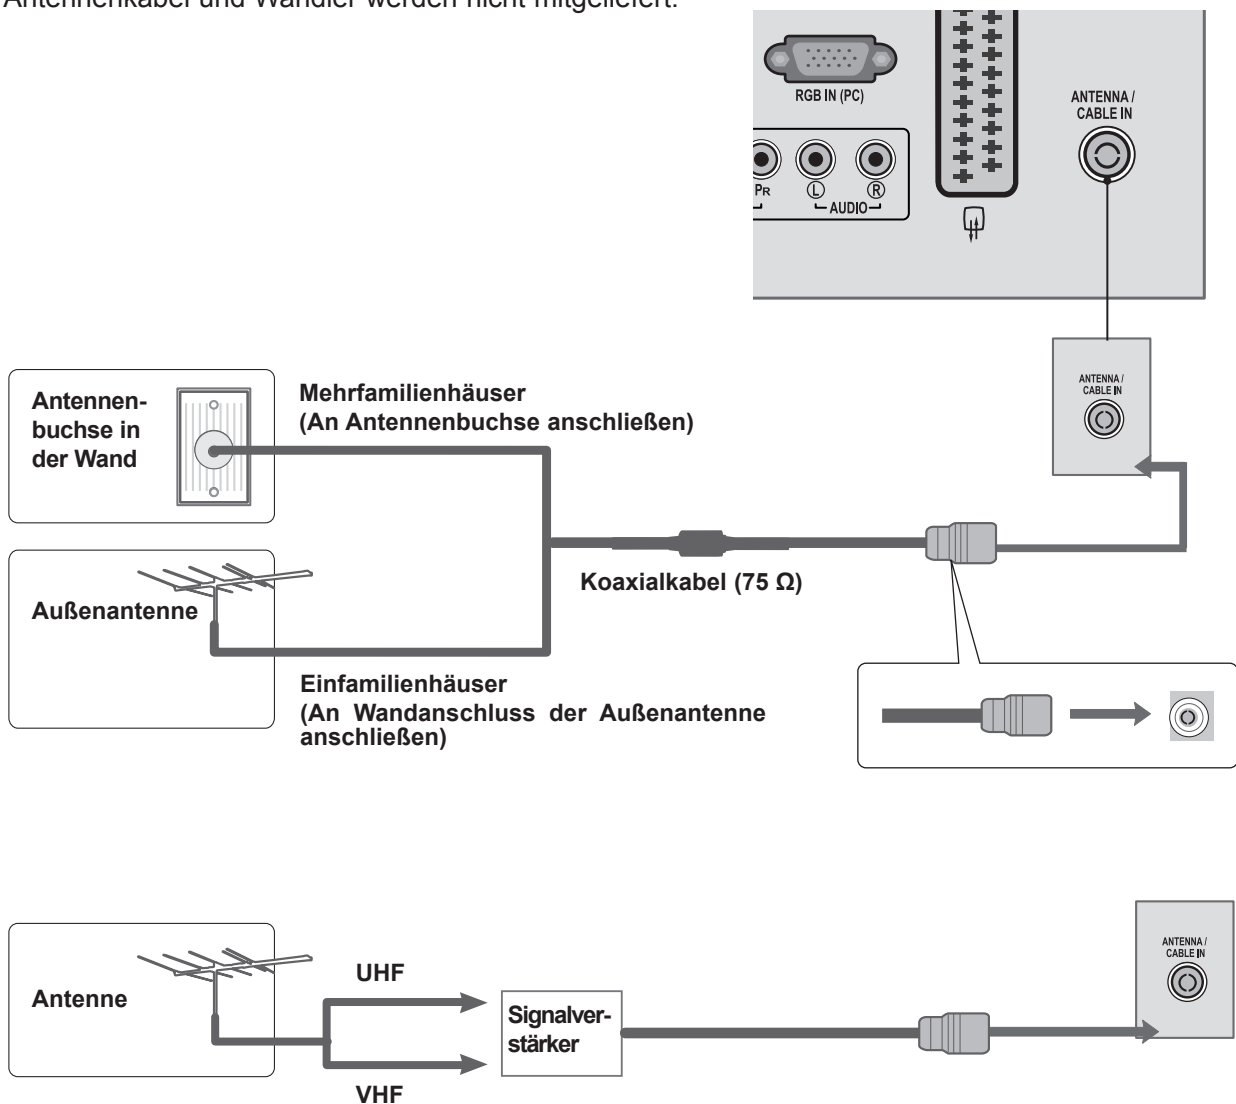 Antennenkabel und Wandler werden nicht mitgeliefert.
RGB IN (PC)
ANTENNA /
CABLE IN
PR
L
R
AUDIO
ANTENNA /
CABLE IN
Antennen-
buchse in
der Wand
Mehrfamilienhäuser
(An Antennenbuchse anschließen)
Koaxialkabel (75 Ω)
Außenantenne
Einfamilienhäuser
(An Wandanschluss der Außenantenne
anschließen)
ANTENNA /
CABLE IN
Antenne
UHF
Signalver-
stärker
VHF